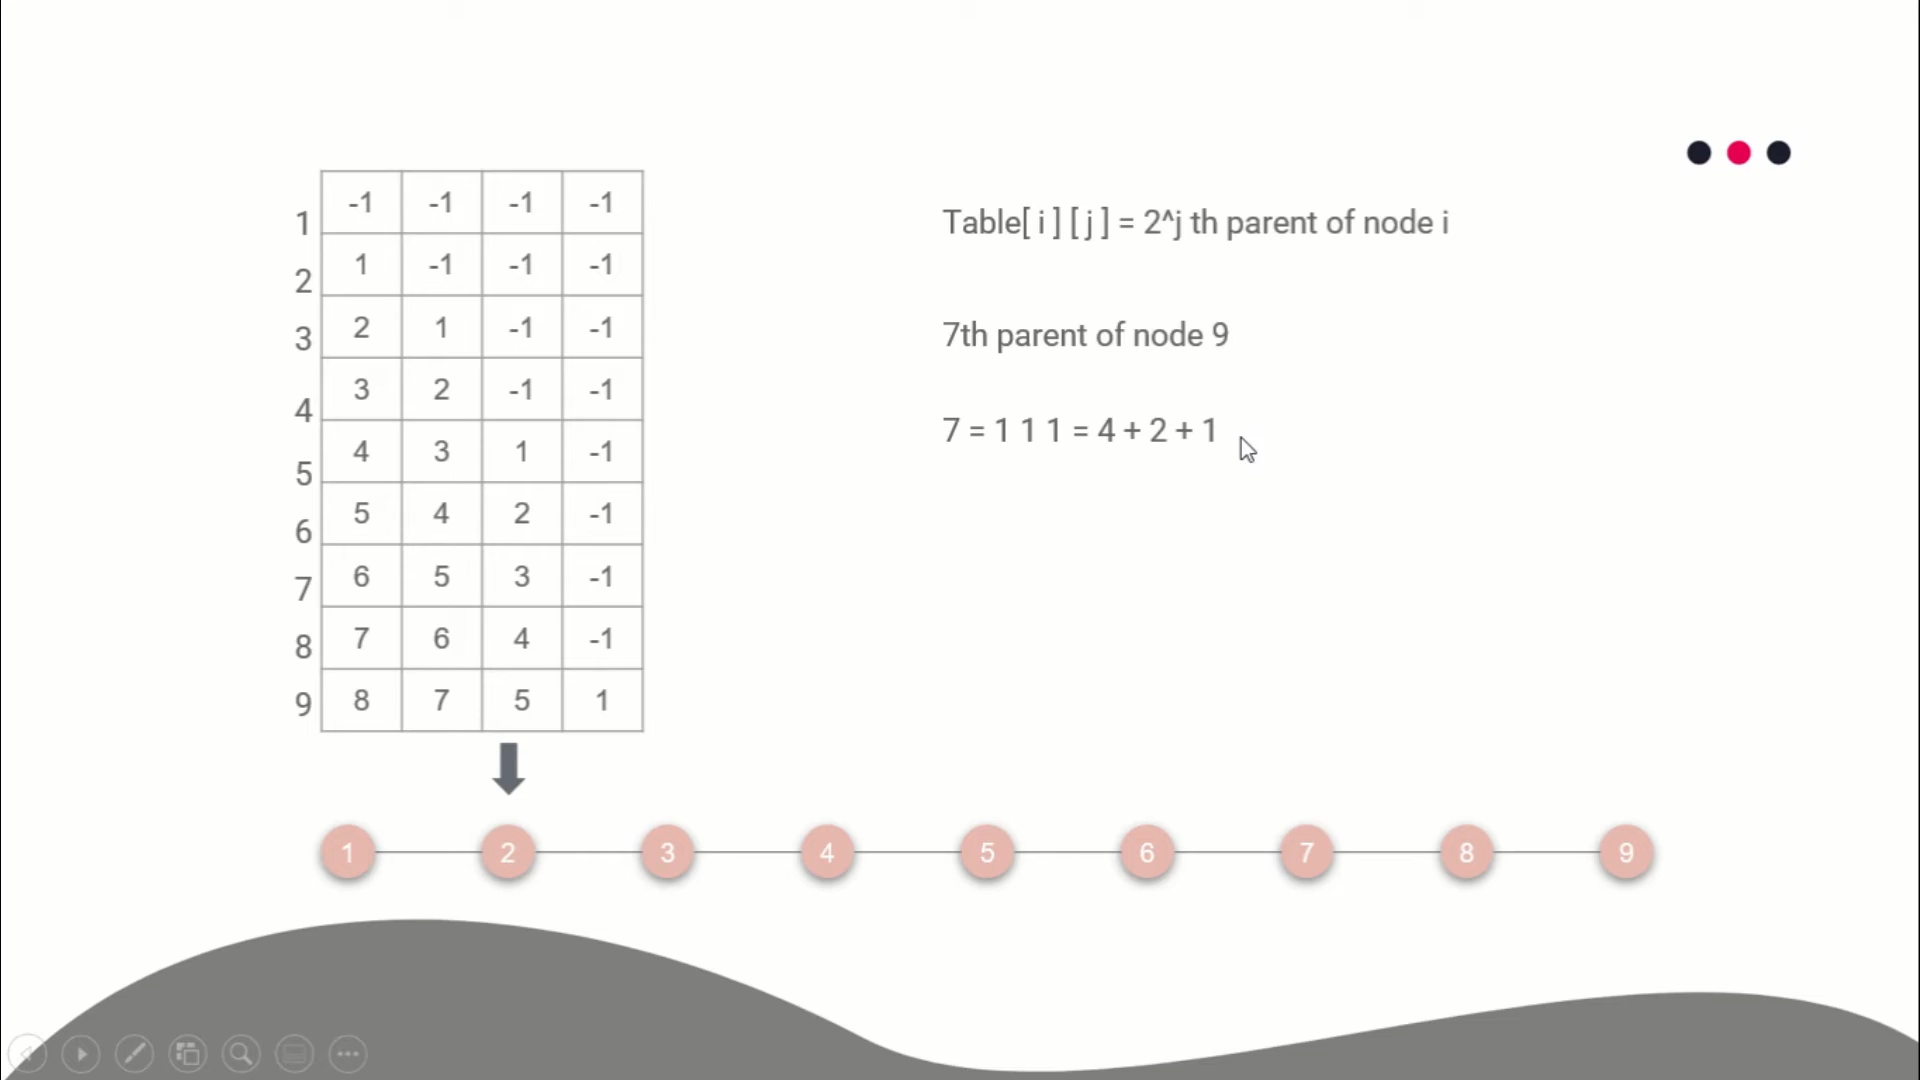 1 -1 -1 -1 -1
2 1 -1 -1 -1
3 2 1 -1 -1
4 3 2 -1 -1
5 4 3 1 -1
6 5 4 2 -1
7 6 5 3 -1
8 7 6 4 -1
9 8 7 5 1
Table[ i ] [ j ] = 2^j th parent of node i
7th parent of node 9
7 = 1 1 1 = 4 + 2 + 1
1 2 3 4 5 6 7 8 9